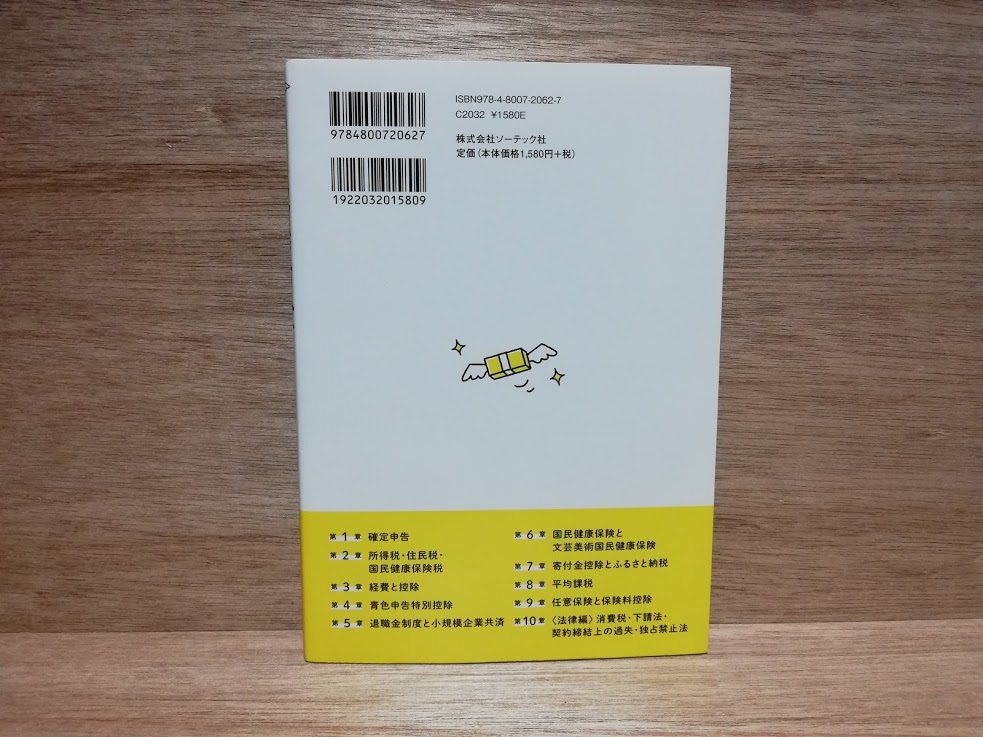 ISBN978-4-8007-2062-7
C2032 ¥1580E
9784800720627
株式会社ソーテック社
定価(本体価格1,580円+税)
1922032015809
第1章 確定申告
第2章 所得税・住民税・
国民健康保険税
第3章 経費と控除
第4章 青色申告特別控除
第5章 退職金制度と小規模企業共済
第6章 国民健康保険と
文芸美術国民健康保険
第7章 寄付金控除とふるさと納税
第8章 平均課税
第9章 任意保険と保険料控除
第10章 〈法律編〉消費税・下請法・
契約締結上の過失・独占禁止法